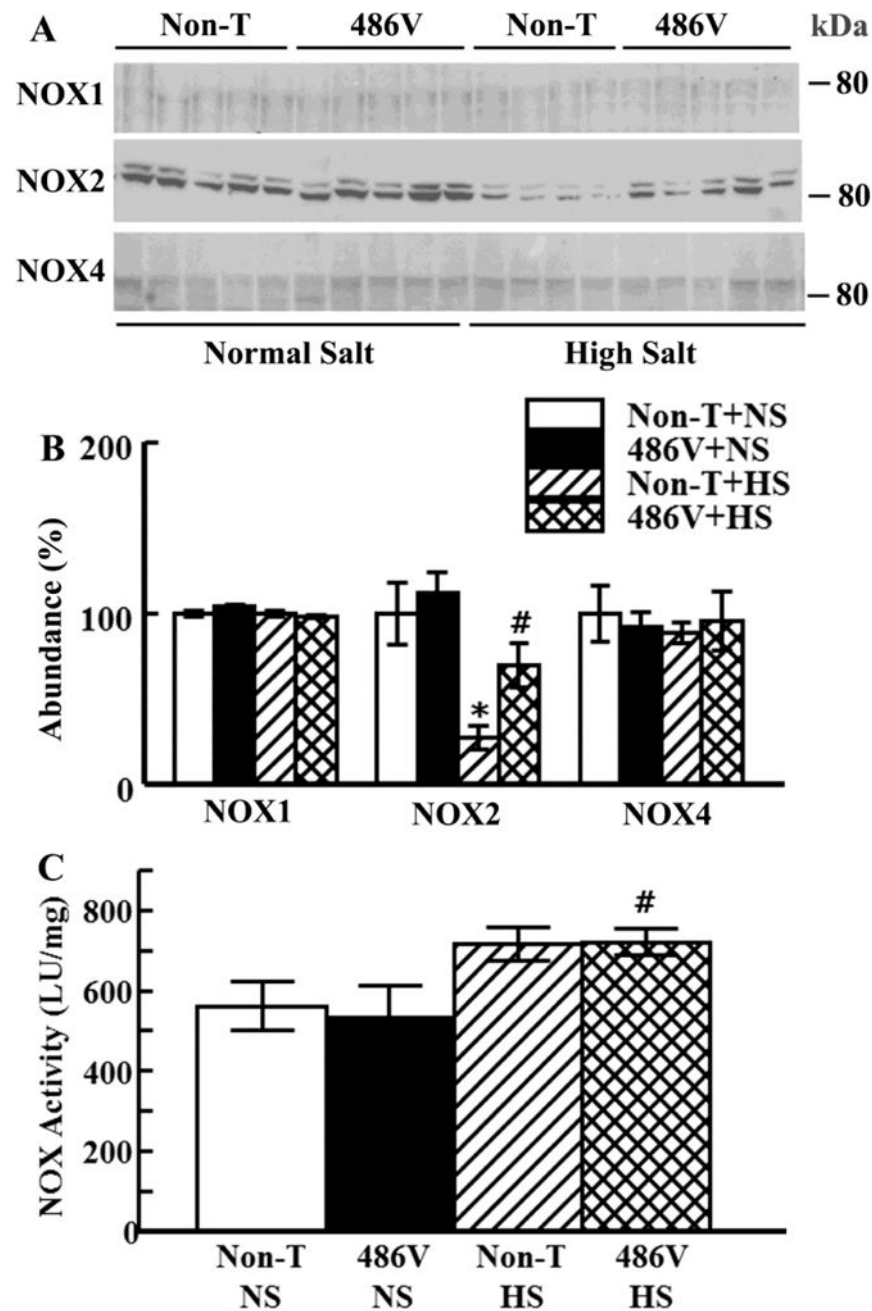 A
Non-T 486V Non-T 486V kDa
NOX1 80
NOX2 80
NOX4 80
Normal Salt High Salt
B
Non-T+NS
486V+NS
Non-T+HS
486V+HS
Abundance (%)
200
100
0
* #
NOX1 NOX2 NOX4
C
NOX Activity (LU/mg)
800
600
400
200
0
#
Non-T 486V Non-T 486V
NS NS HS HS